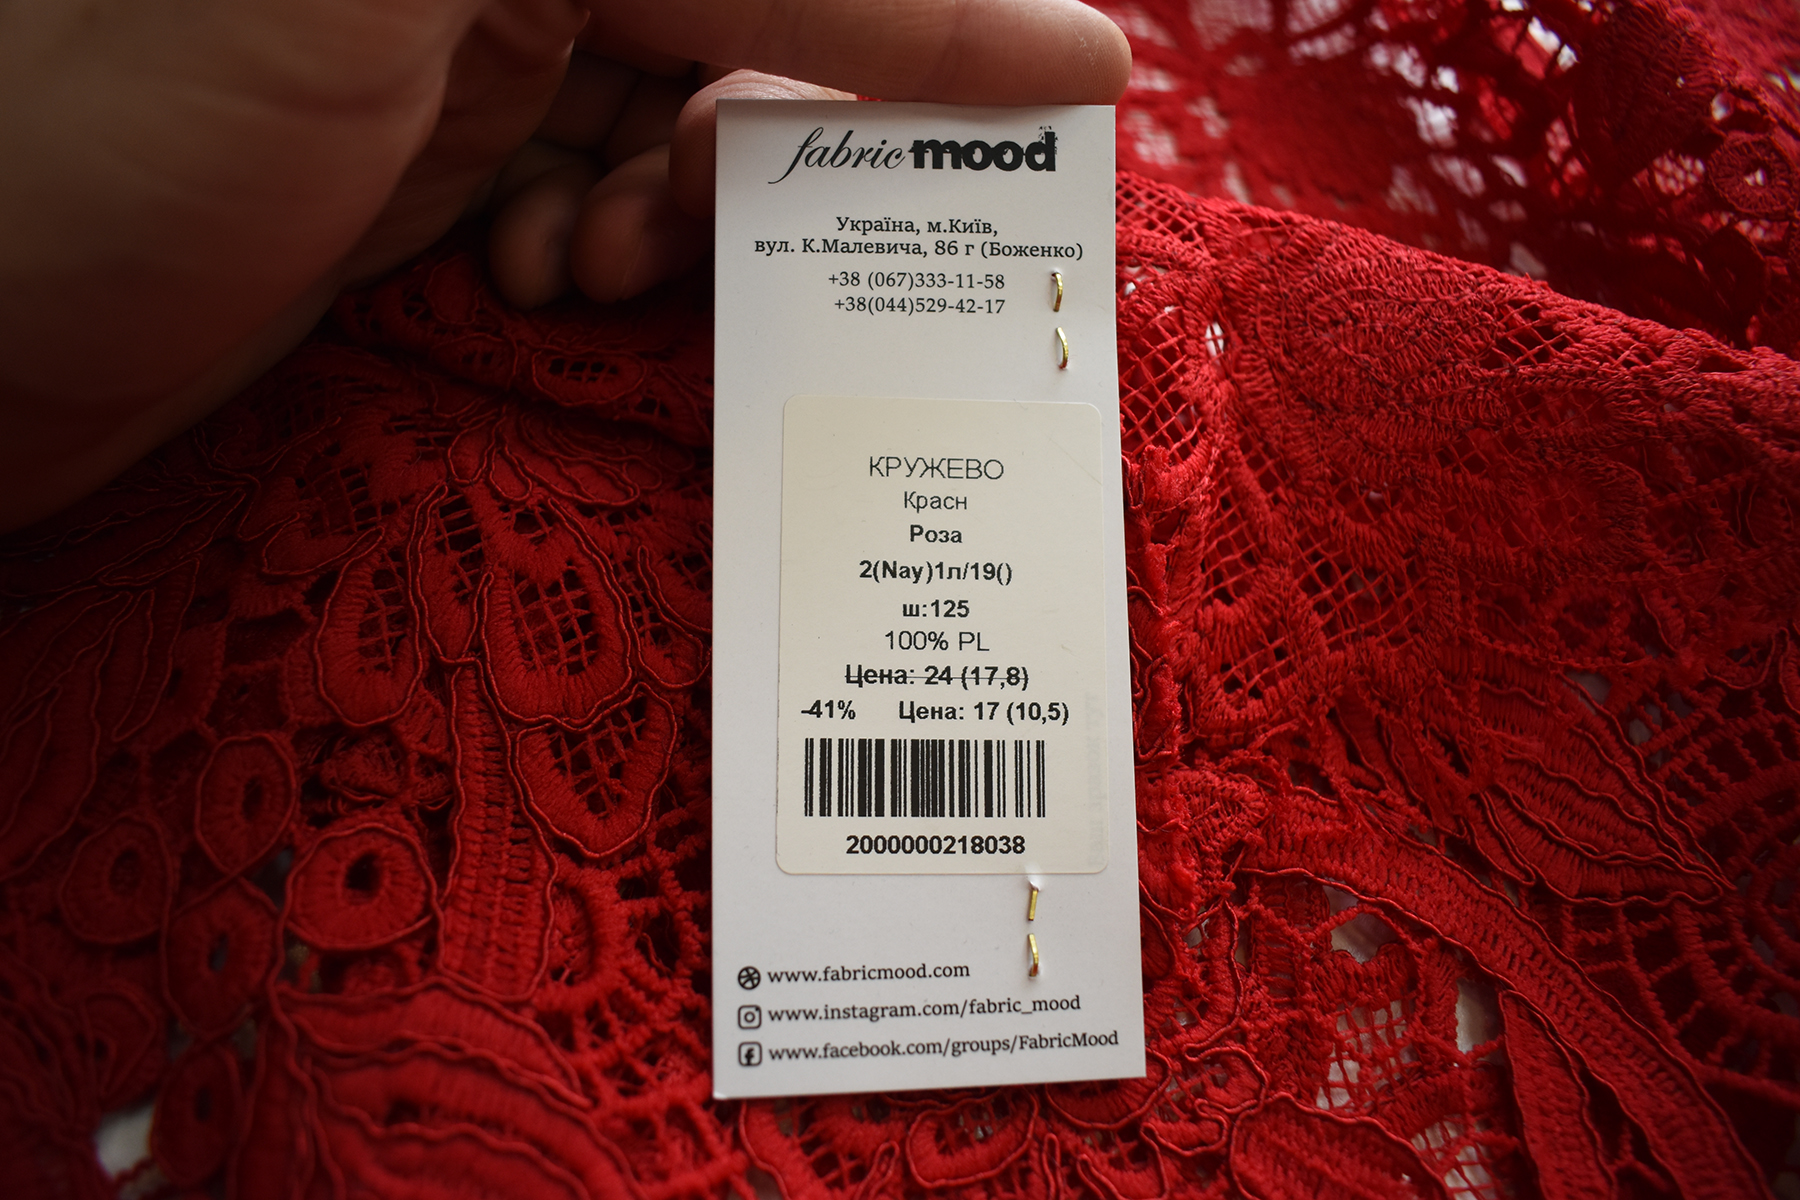 fabric mood
Україна, м.Київ,
вул. К.Малевича, 86 г (Боженко)
+38 (067)333-11-58
+38(044)529-42-17
КРУЖЕВО
Красн
Роза
2(Nay)1л/19()
ш:125
100% PL
Цена: 24 (17,8)
-41% Цена: 17 (10,5)
2000000218038
www.fabricmood.com
www.instagram.com/fabric_mood
www.facebook.com/groups/FabricMood